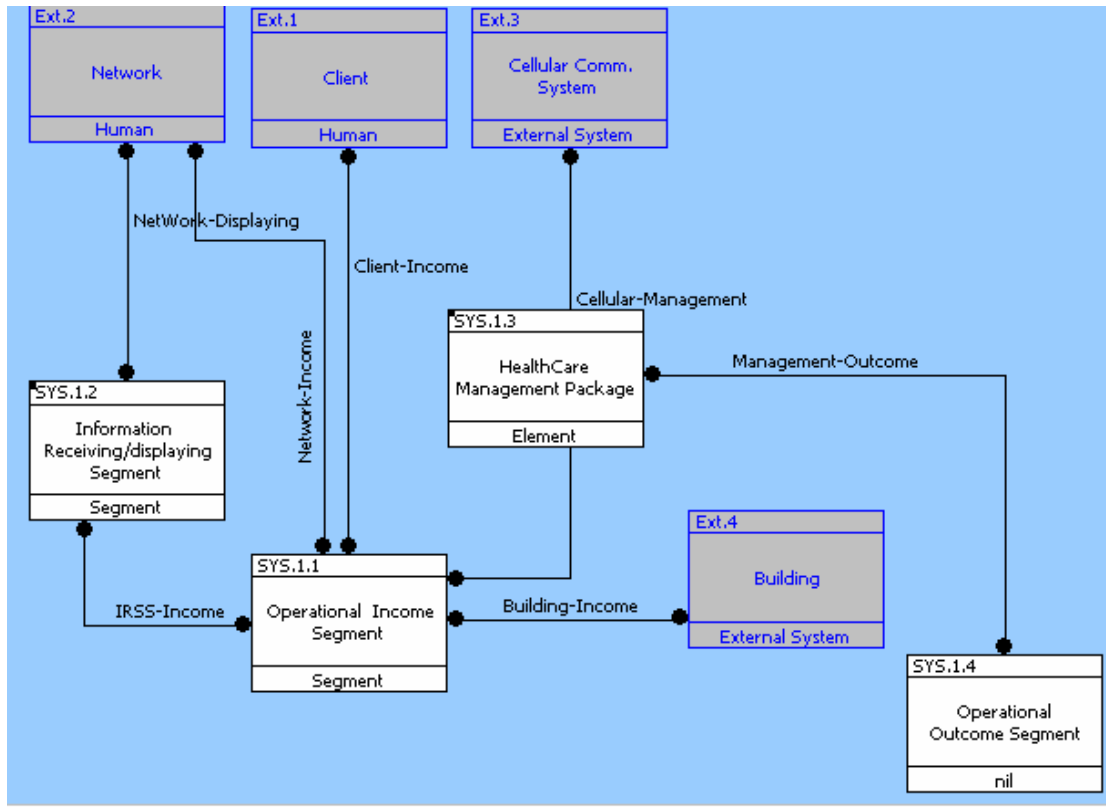 Ext.2
Network
Human
Ext.1
Client
Human
Ext.3
Cellular Comm.
System
External System
NetWork-Displaying
Client-Income
Cellular-Management
Network-Income
SYS.1.3
HealthCare
Management Package
Element
Management-Outcome
SYS.1.2
Information
Receiving/displaying
Segment
Segment
Ext.4
Building
External System
SYS.1.1
Operational Income
Segment
Segment
IRSS-Income
Building-Income
SYS.1.4
Operational
Outcome Segment
nil